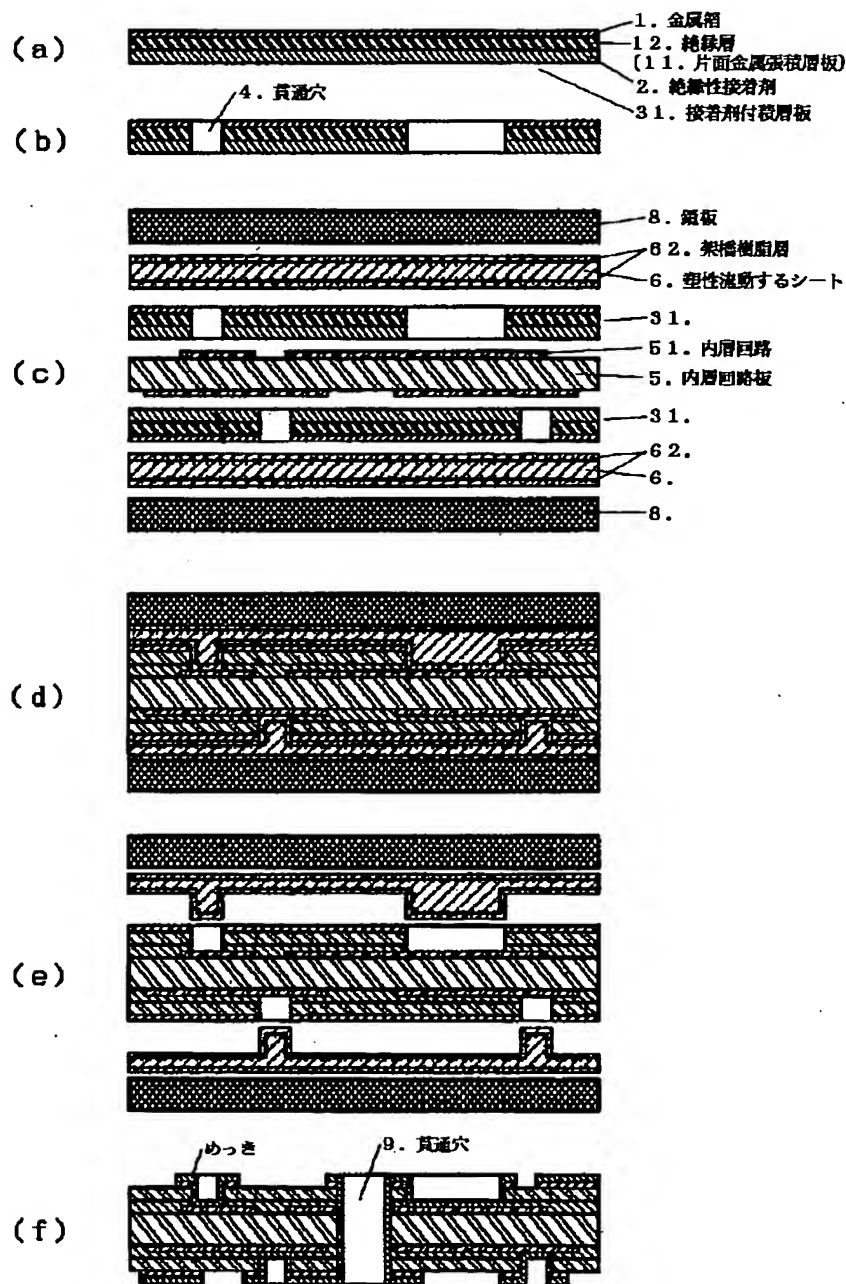 (a)
1. 金属箔
12. 絶縁層
(11. 片面金属張積層板)
2. 絶縁性接着剤
31. 接着剤付積層板
4. 貫通穴
(b)
8. 鏡板
62. 架橋樹脂層
6. 塑性流動するシート
31.
51. 内層回路
(c)
5. 内層回路板
31.
62.
6.
8.
(d)
(e)
めっき
9. 貫通穴
(f)